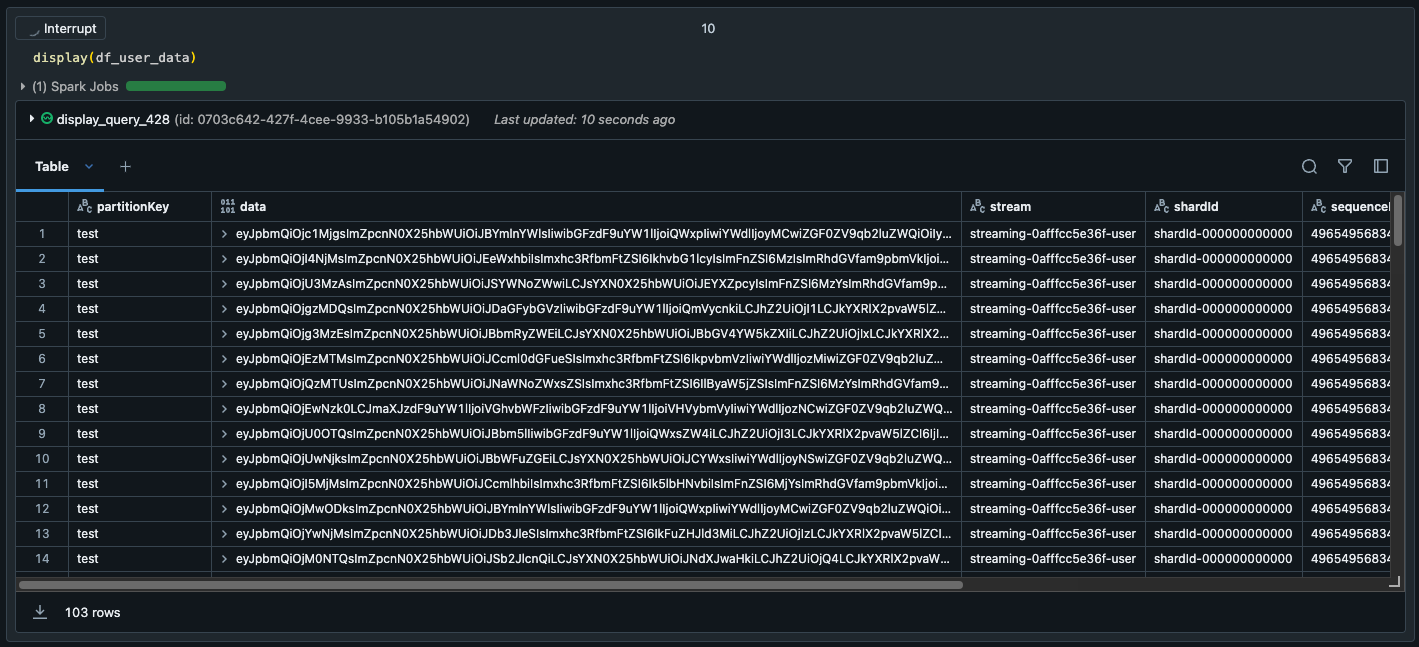 Interrupt
10
display(df_user_data)
(1) Spark Jobs
display_query_428 (id: 0703c642-427f-4cee-9933-b105b1a54902) Last updated: 10 seconds ago
Table
partitionKey data stream shardId
1 test eyJpbmQiOjc1MjgsImZpcnN0X25hbWUiOiJBYmlnYWlsIiwibGFzdF9uYW1lIjoiQWxpIiwiYWdlIjoyMCwiZGF0ZV9qb2luZWQiOiIy... streaming-0afffcc5e36f-user shardId-000000000000 49654956834
2 test eyJpbmQiOjI4NjMsImZpcnN0X25hbWUiOiJEeWxhbiIsImxhc3RfbmFtZSI6IkhvbG1lcyIsImFnZSI6MzIsImRhdGVfam9pbmVkIjoi... streaming-0afffcc5e36f-user shardId-000000000000 49654956834
3 test eyJpbmQiOjU3MzAsImZpcnN0X25hbWUiOiJSYWNoZWwiLCJsYXN0X25hbWUiOiJEYXZpcyIsImFnZSI6MzYsImRhdGVfam9p... streaming-0afffcc5e36f-user shardId-000000000000 49654956834
4 test eyJpbmQiOjgzMDQsImZpcnN0X25hbWUiOiJDaGFybGVzIiwibGFzdF9uYW1lIjoiQmVycnkiLCJhZ2UiOjI1LCJkYXRlX2pvaW5lZ... streaming-0afffcc5e36f-user shardId-000000000000 49654956834
5 test eyJpbmQiOjg3MzEsImZpcnN0X25hbWUiOiJBbmRyZWEiLCJsYXN0X25hbWUiOiJBbGV4YW5kZXIiLCJhZ2UiOjIxLCJkYXRlX2... streaming-0afffcc5e36f-user shardId-000000000000 49654956834
6 test eyJpbmQiOjEzMTMsImZpcnN0X25hbWUiOiJCcml0dGFueSIsImxhc3RfbmFtZSI6IkpvbmVzIiwiYWdlIjozMiwiZGF0ZV9qb2luZ... streaming-0afffcc5e36f-user shardId-000000000000 49654956834
7 test eyJpbmQiOjQzMTUsImZpcnN0X25hbWUiOiJNaWNoZWxsZSIsImxhc3RfbmFtZSI6IlByaW5jZSIsImFnZSI6MzYsImRhdGVfam9... streaming-0afffcc5e36f-user shardId-000000000000 49654956834
8 test eyJpbmQiOjEwNzk0LCJmaXJzdF9uYW1lIjoiVGhvbWFzIiwibGFzdF9uYW1lIjoiVHVybmVyIiwiYWdlIjozNCwiZGF0ZV9qb2luZWQ... streaming-0afffcc5e36f-user shardId-000000000000 49654956834
9 test eyJpbmQiOjU0OTQsImZpcnN0X25hbWUiOiJBbm5lIiwibGFzdF9uYW1lIjoiQWxsZW4iLCJhZ2UiOjI3LCJkYXRlX2pvaW5lZCI6IjI... streaming-0afffcc5e36f-user shardId-000000000000 49654956834
10 test eyJpbmQiOjUwNjksImZpcnN0X25hbWUiOiJBbWFuZGEiLCJsYXN0X25hbWUiOiJCYWxsIiwiYWdlIjoyNSwiZGF0ZV9qb2luZWQ... streaming-0afffcc5e36f-user shardId-000000000000 49654956834
11 test eyJpbmQiOjI5MjMsImZpcnN0X25hbWUiOiJCcmlhbiIsImxhc3RfbmFtZSI6Ik5lbHNvbiIsImFnZSI6MjYsImRhdGVfam9pbmVkIjoi... streaming-0afffcc5e36f-user shardId-000000000000 49654956834
12 test eyJpbmQiOjMwODksImZpcnN0X25hbWUiOiJBYmlnYWlsIiwibGFzdF9uYW1lIjoiQWxpIiwiYWdlIjoyMCwiZGF0ZV9qb2luZWQiOi... streaming-0afffcc5e36f-user shardId-000000000000 49654956834
13 test eyJpbmQiOjYwNjMsImZpcnN0X25hbWUiOiJDb3JleSIsImxhc3RfbmFtZSI6IkFuZHJld3MiLCJhZ2UiOjIzLCJkYXRlX2pvaW5lZCI... streaming-0afffcc5e36f-user shardId-000000000000 49654956834
14 test eyJpbmQiOjM0NTQsImZpcnN0X25hbWUiOiJSb2JlcnQiLCJsYXN0X25hbWUiOiJNdXJwaHkiLCJhZ2UiOjQ4LCJkYXRlX2pvaW... streaming-0afffcc5e36f-user shardId-000000000000 49654956834
103 rows